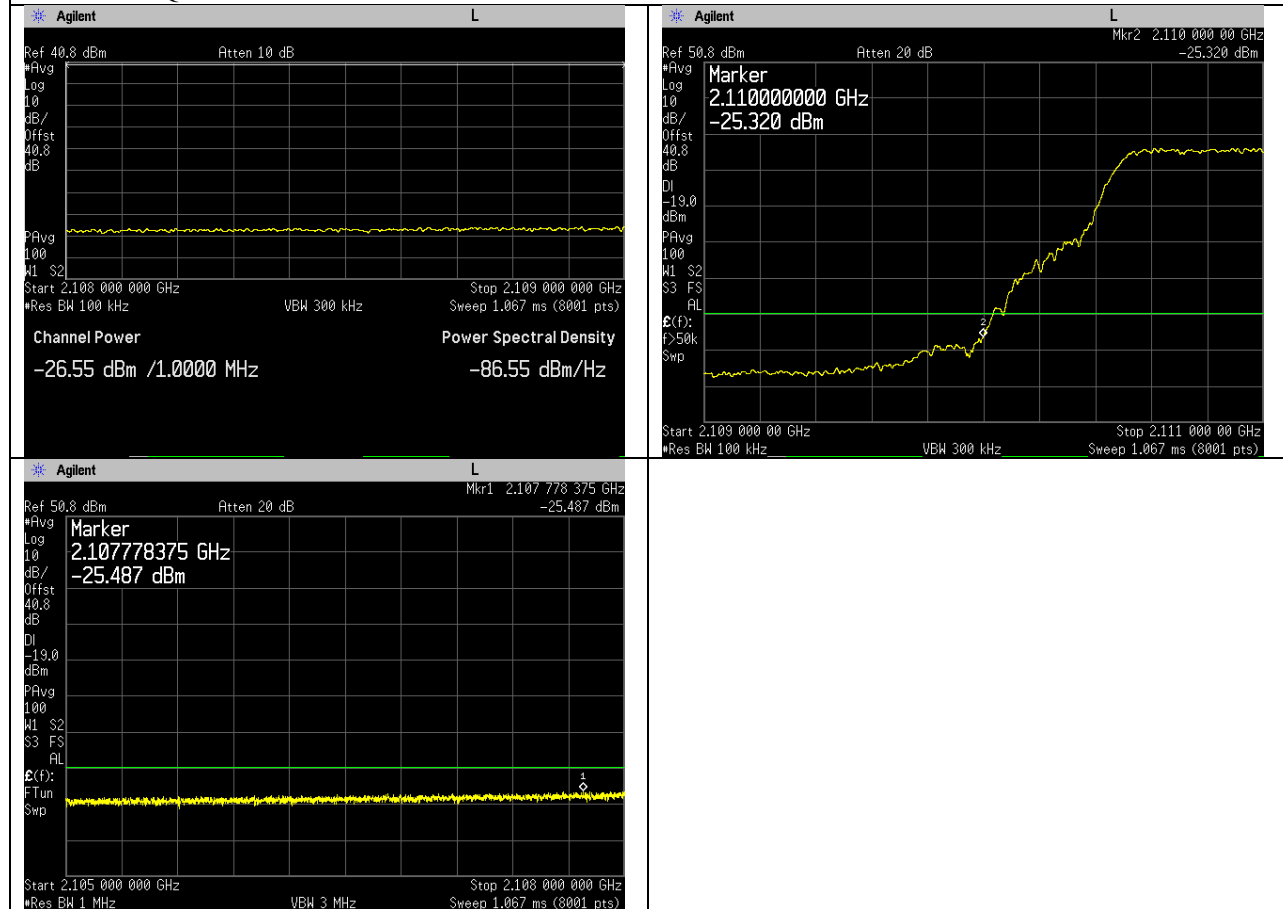 Agilent L
Ref 40.8 dBm Atten 10 dB
#Avg
Log
10
dB/
Offst
40.8
dB
PAvg
100
W1 S2
Start 2.108 000 000 GHz Stop 2.109 000 000 GHz
#Res BW 100 kHz VBW 300 kHz Sweep 1.067 ms (8001 pts)
Channel Power Power Spectral Density
-26.55 dBm /1.0000 MHz -86.55 dBm/Hz
Agilent L
Mkr2 2.110 000 00 GHz
Ref 50.8 dBm Atten 20 dB -25.320 dBm
#Avg
Log
10
dB/
Offst
40.8
dB
DI
-19.0
dBm
PAvg
100
W1 S2
S3 FS
AL
£(f):
f>50k
Swp
Marker
2.110000000 GHz
-25.320 dBm
2
Start 2.109 000 00 GHz Stop 2.111 000 00 GHz
#Res BW 100 kHz VBW 300 kHz Sweep 1.067 ms (8001 pts)
Agilent L
Mkr1 2.107 778 375 GHz
Ref 50.8 dBm Atten 20 dB -25.487 dBm
#Avg
Log
10
dB/
Offst
40.8
dB
DI
-19.0
dBm
PAvg
100
W1 S2
S3 FS
AL
£(f):
FTun
Swp
Marker
2.107778375 GHz
-25.487 dBm
1
Start 2.105 000 000 GHz Stop 2.108 000 000 GHz
#Res BW 1 MHz VBW 3 MHz Sweep 1.067 ms (8001 pts)